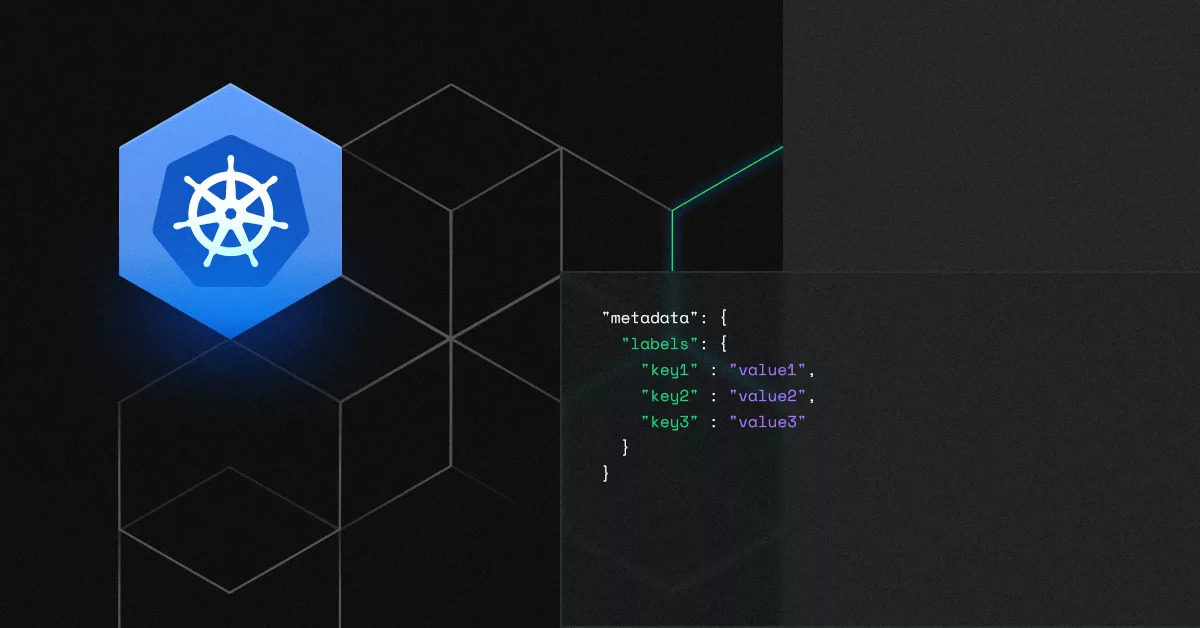 "metadata": {
"labels": {
"key1" : "value1",
"key2" : "value2",
"key3" : "value3"
}
}